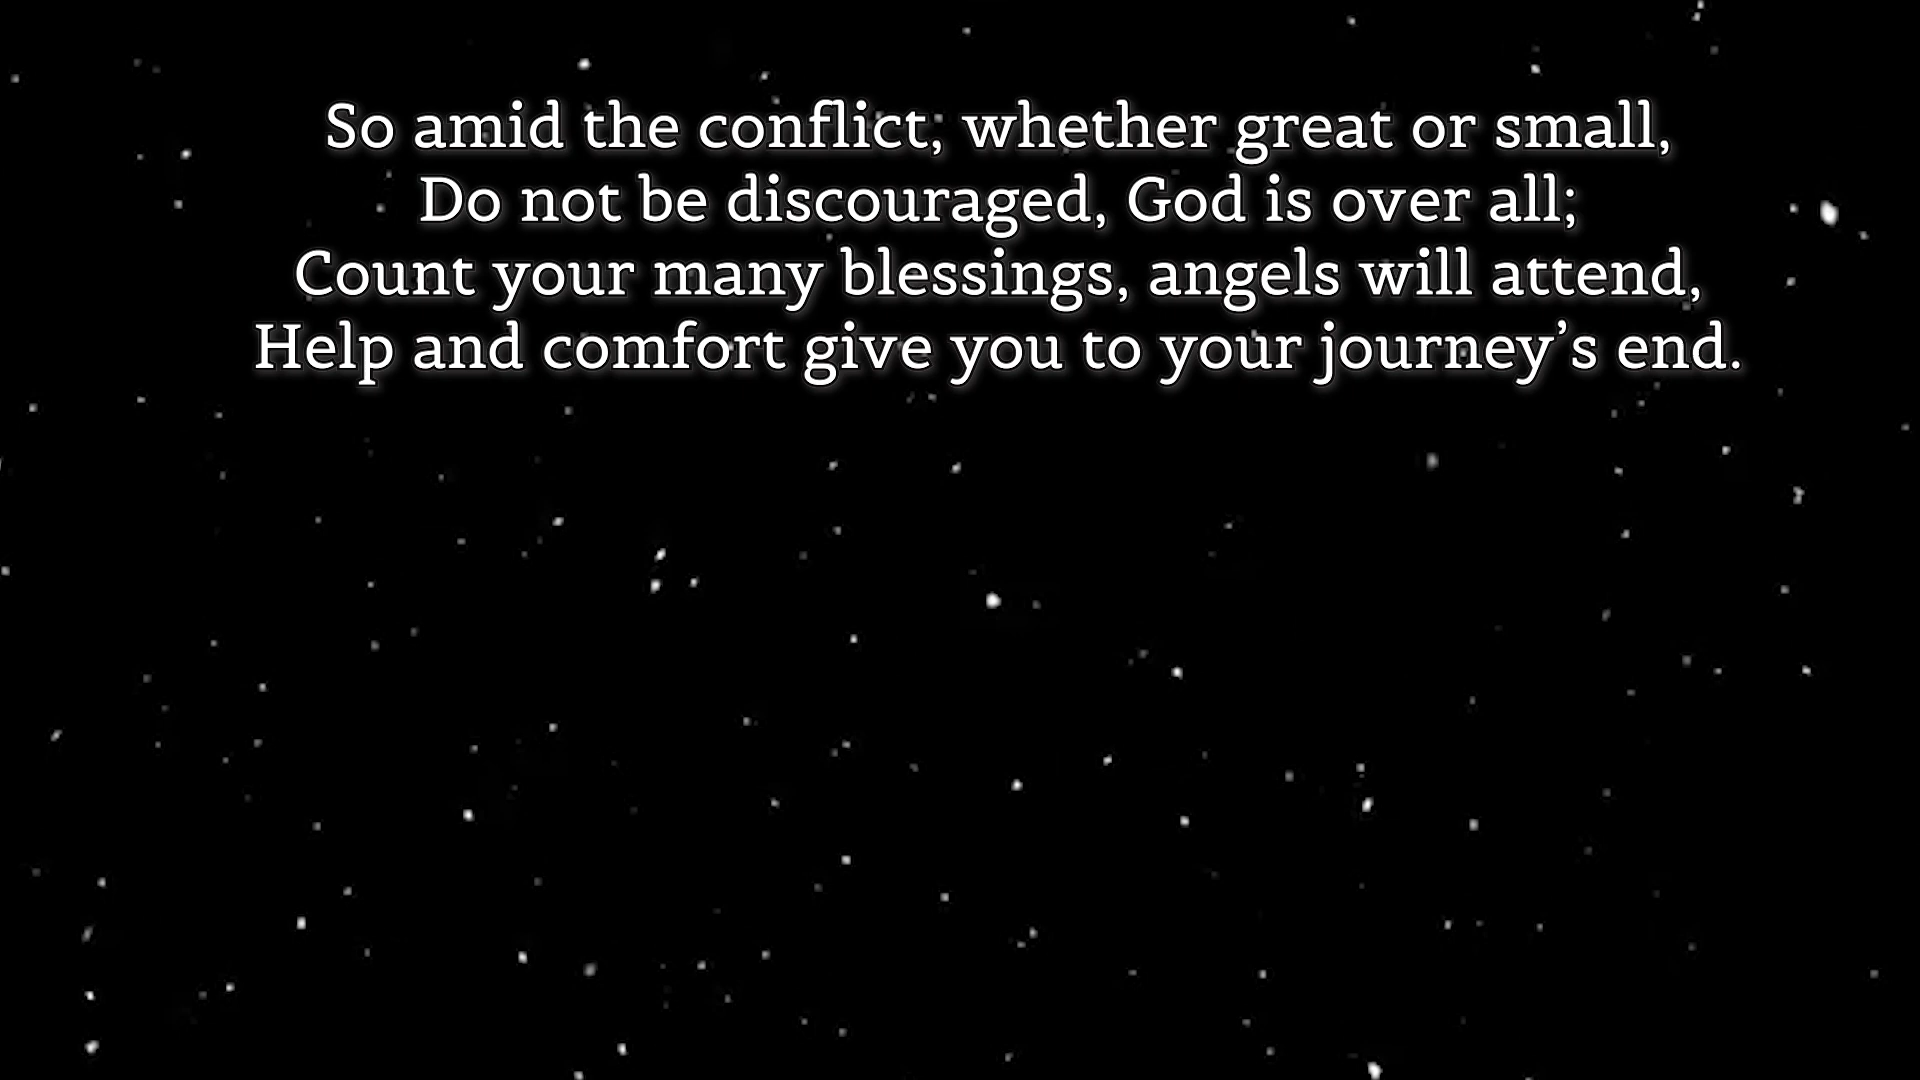 So amid the conflict, whether great or small,
Do not be discouraged, God is over all;
Count your many blessings, angels will attend,
Help and comfort give you to your journey’s end.